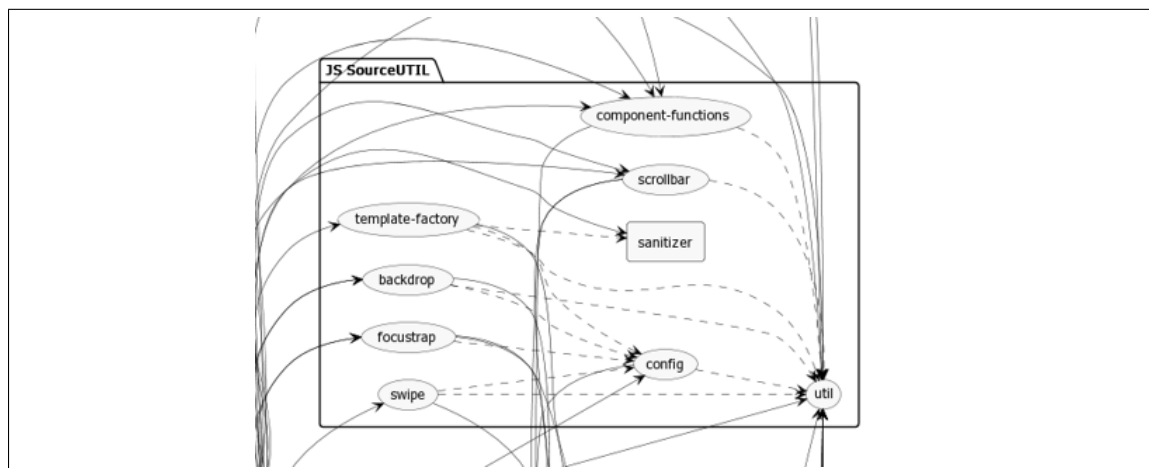 JS SourceUTIL
component-functions
scrollbar
template-factory
sanitizer
backdrop
focustrap
config
swipe
util